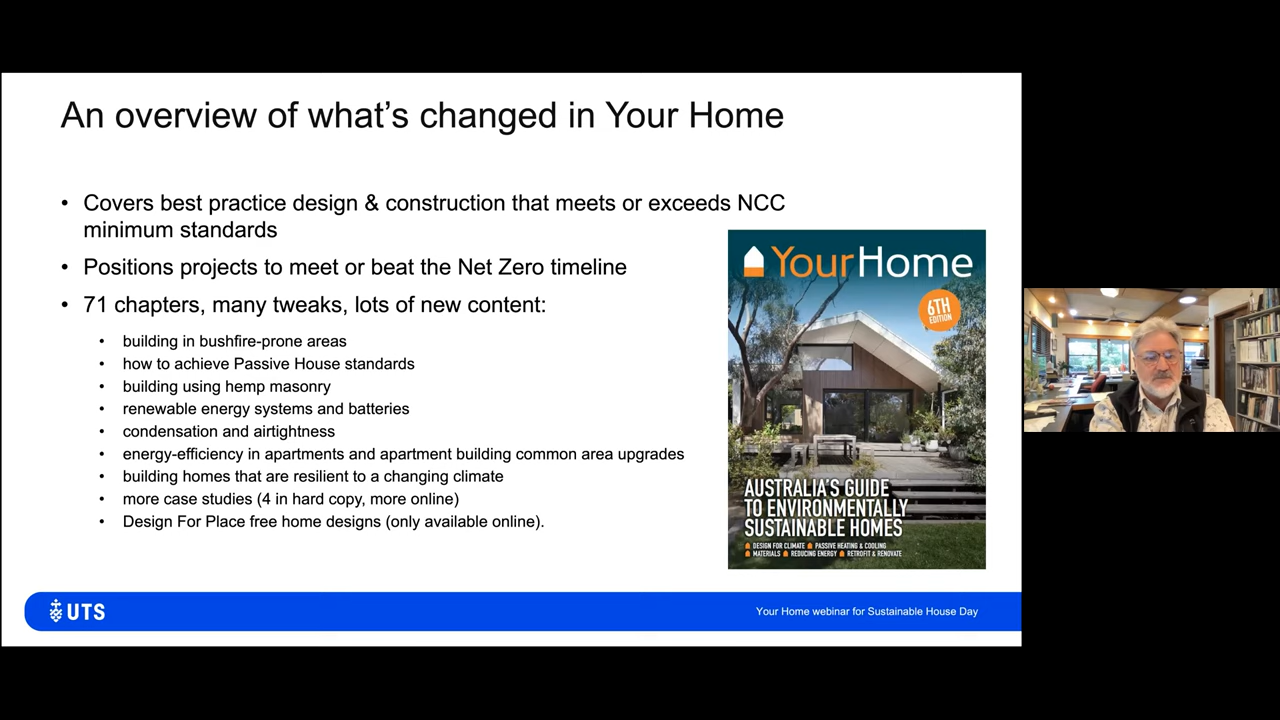 An overview of what’s changed in Your Home
• Covers best practice design & construction that meets or exceeds NCC
minimum standards
• Positions projects to meet or beat the Net Zero timeline
• 71 chapters, many tweaks, lots of new content:
• building in bushfire-prone areas
• how to achieve Passive House standards
• building using hemp masonry
• renewable energy systems and batteries
• condensation and airtightness
• energy-efficiency in apartments and apartment building common area upgrades
• building homes that are resilient to a changing climate
• more case studies (4 in hard copy, more online)
• Design For Place free home designs (only available online).
YourHome
6TH
EDITION
AUSTRALIA'S GUIDE
TO ENVIRONMENTALLY
SUSTAINABLE HOMES
DESIGN FOR CLIMATE PASSIVE HEATING & COOLING
MATERIALS REDUCING ENERGY RETROFIT & RENOVATE
UTS
Your Home webinar for Sustainable House Day